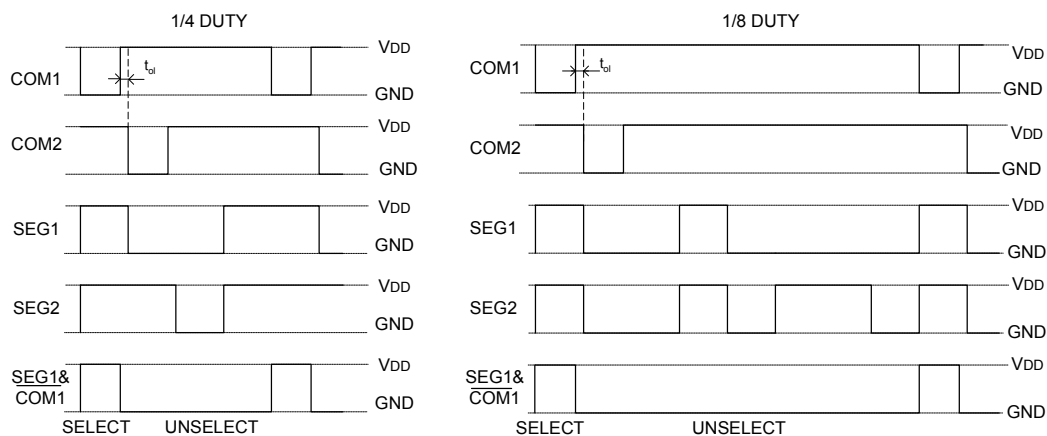 1/4 DUTY
COM1
t_ol
VDD
GND
COM2
VDD
GND
SEG1
VDD
GND
SEG2
VDD
GND
SEG1&
COM1
VDD
GND
SELECT UNSELECT
1/8 DUTY
COM1
t_ol
VDD
GND
COM2
VDD
GND
SEG1
VDD
GND
SEG2
VDD
GND
SEG1&
COM1
VDD
GND
SELECT UNSELECT